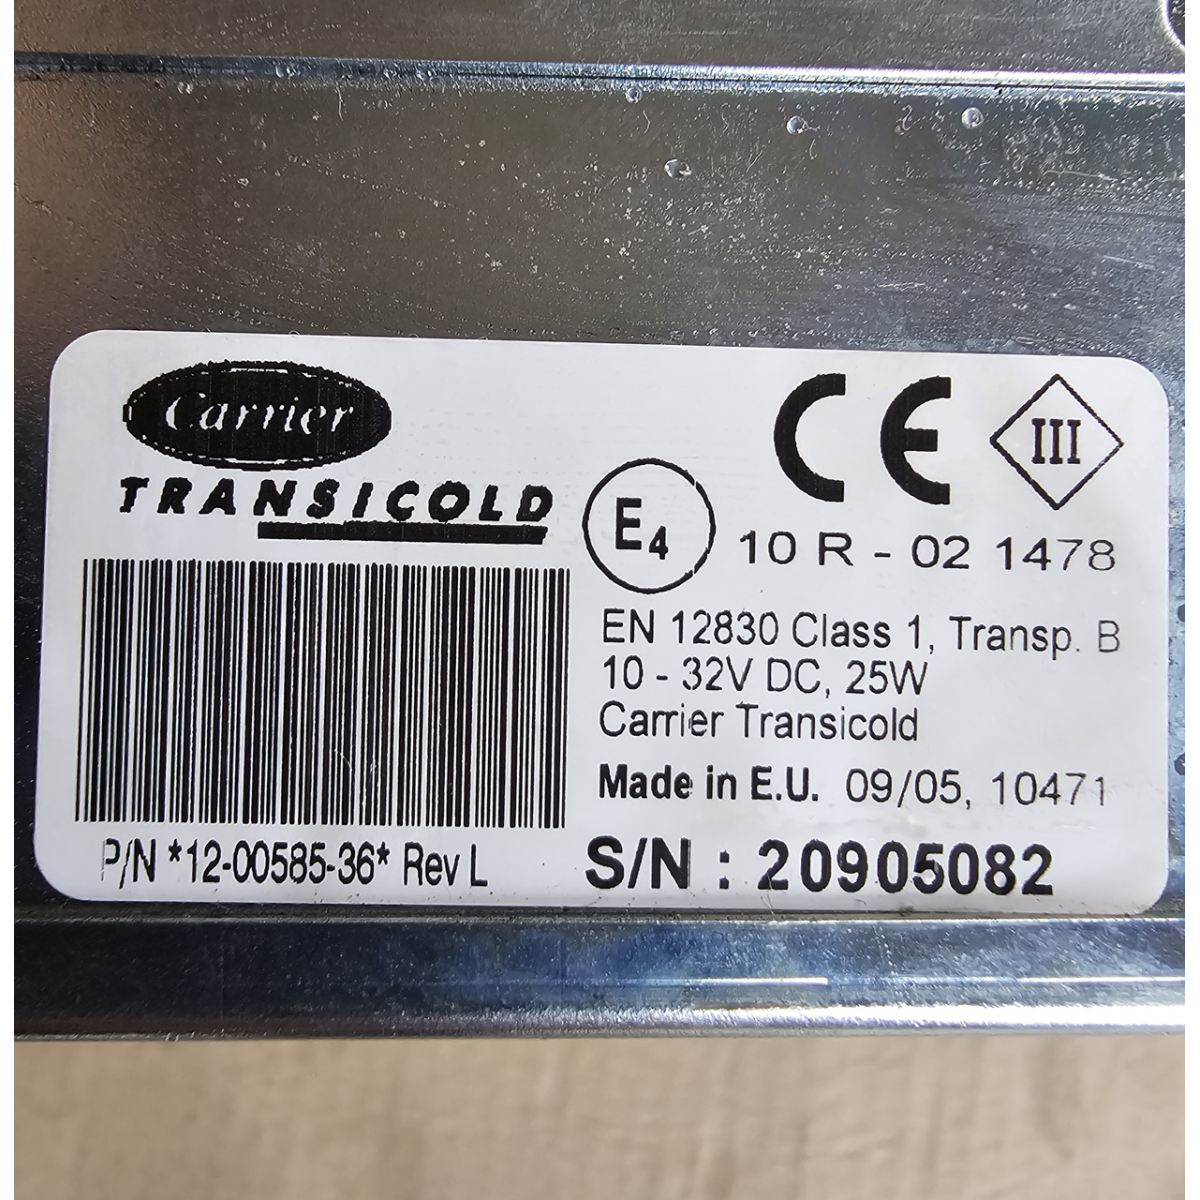 Carrier
TRANSICOLD
CE
III
E4
10 R - 02 1478
EN 12830 Class 1, Transp. B
10 - 32V DC, 25W
Carrier Transicold
Made in E.U. 09/05, 10471
P/N *12-00585-36* Rev L
S/N : 20905082